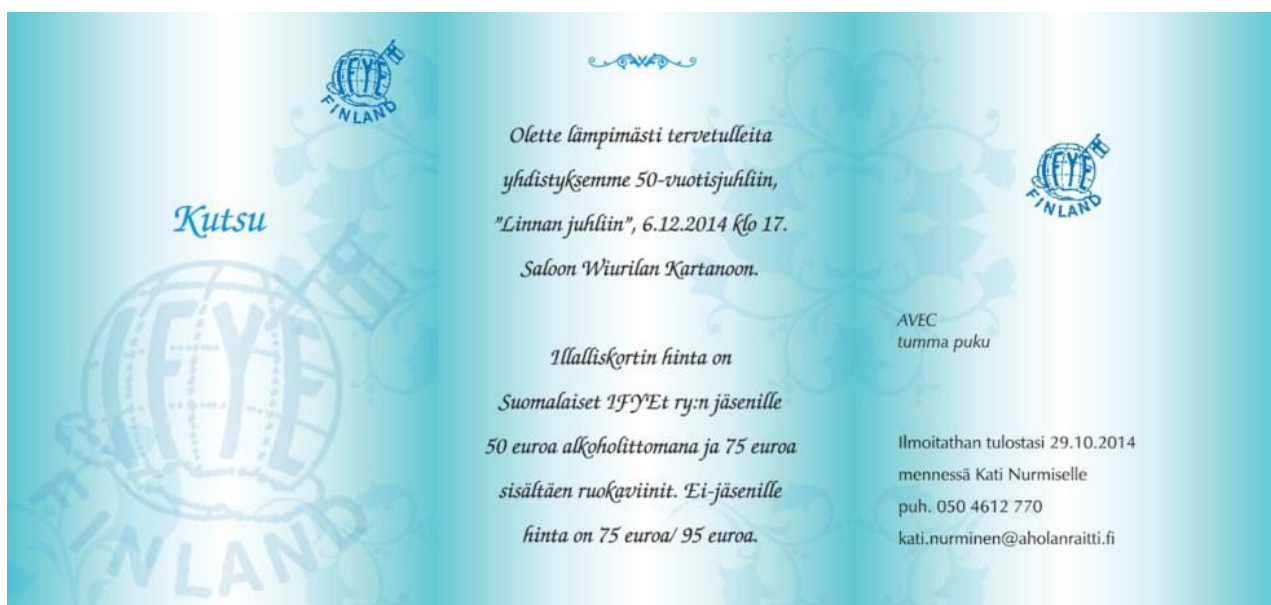 IFYE
FINLAND
Kutsu
IFYE
FINLAND
Olette lämpimästi tervetulleita
yhdistyksemme 50-vuotisjuhliin,
"Linnan juhliin", 6.12.2014 klo 17.
Saloon Wiurilan Kartanoon.
Illalliskortin hinta on
Suomalaiset IFYEt ry:n jäsenille
50 euroa alkoholittomana ja 75 euroa
sisältäen ruokaviinit. Ei-jäsenille
hinta on 75 euroa/ 95 euroa.
IFYE
FINLAND
AVEC
tumma puku
Ilmoitathan tulostasi 29.10.2014
mennessä Kati Nurmiselle
puh. 050 4612 770
kati.nurminen@aholanraitti.fi